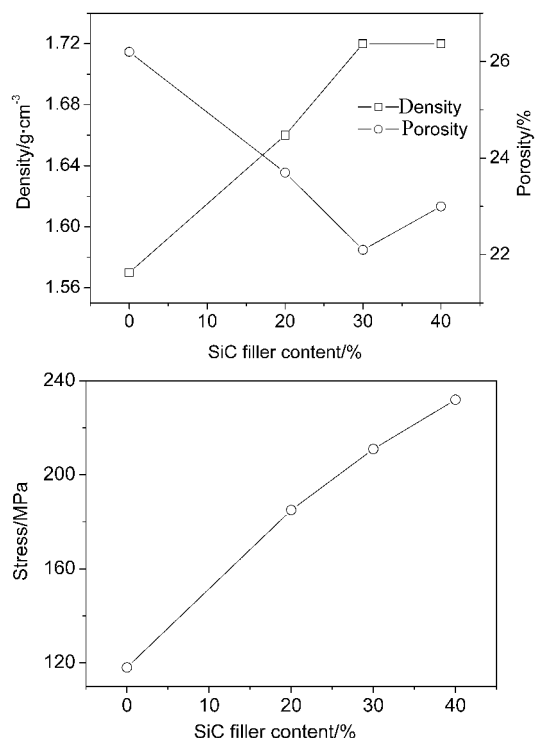 1.72
1.68
1.64
1.60
1.56
Density/g·cm⁻³
26
24
22
Porosity/%
Density
Porosity
0 10 20 30 40
SiC filler content/%
240
200
160
120
Stress/MPa
0 10 20 30 40
SiC filler content/%